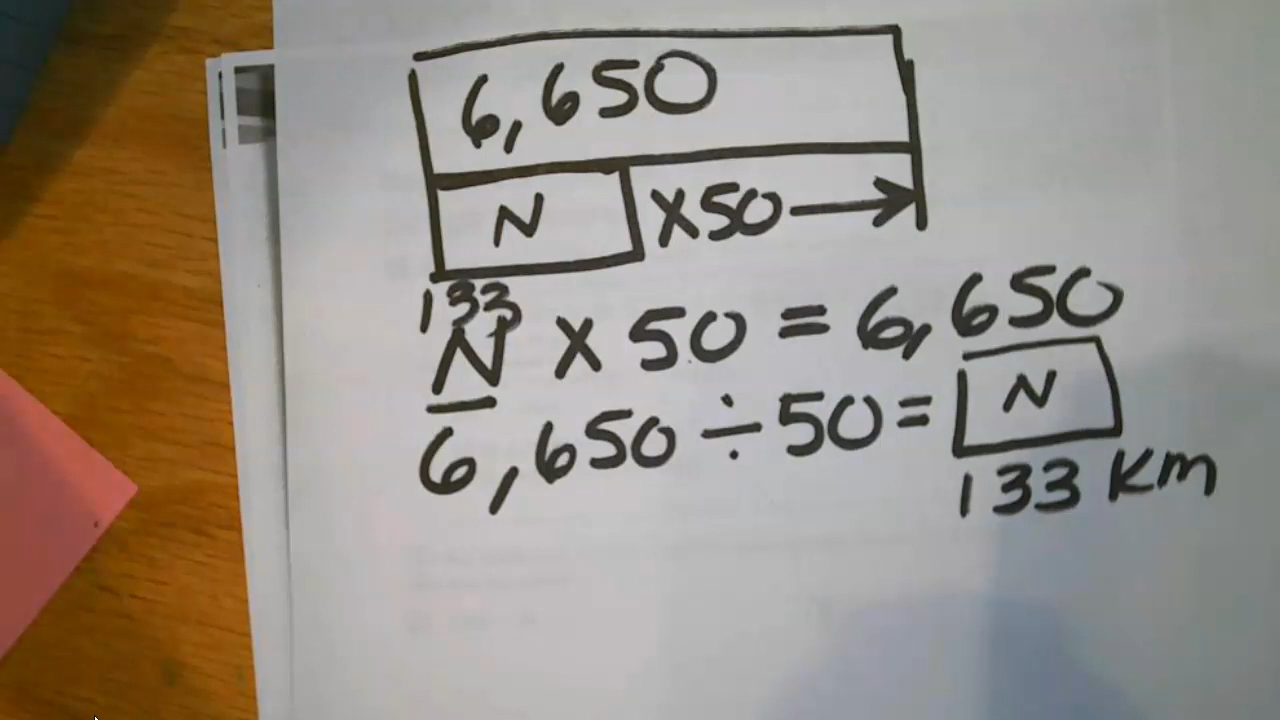 6,650
N ×50 →
133
N × 50 = 6,650
6,650 ÷ 50 = N
133 Km